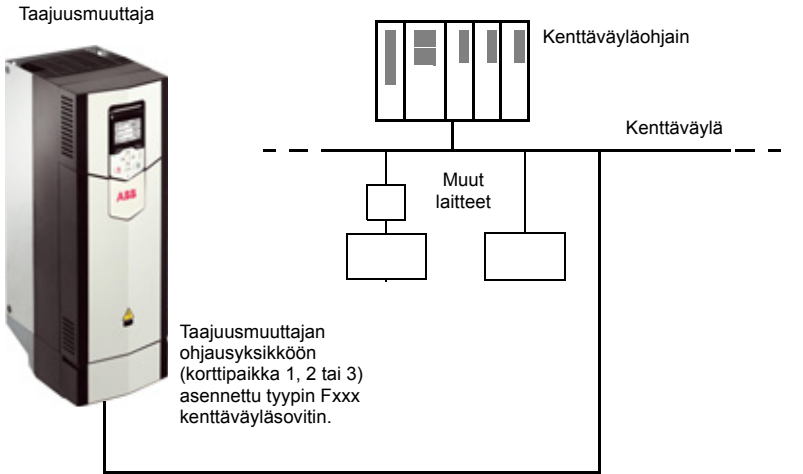 Taajuusmuuttaja
Kenttäväyläohjain
Kenttäväylä
Muut
laitteet
ABB
Taajuusmuuttajan
ohjausyksikköön
(korttipaikka 1, 2 tai 3)
asennettu tyypin Fxxx
kenttäväyläsovitin.